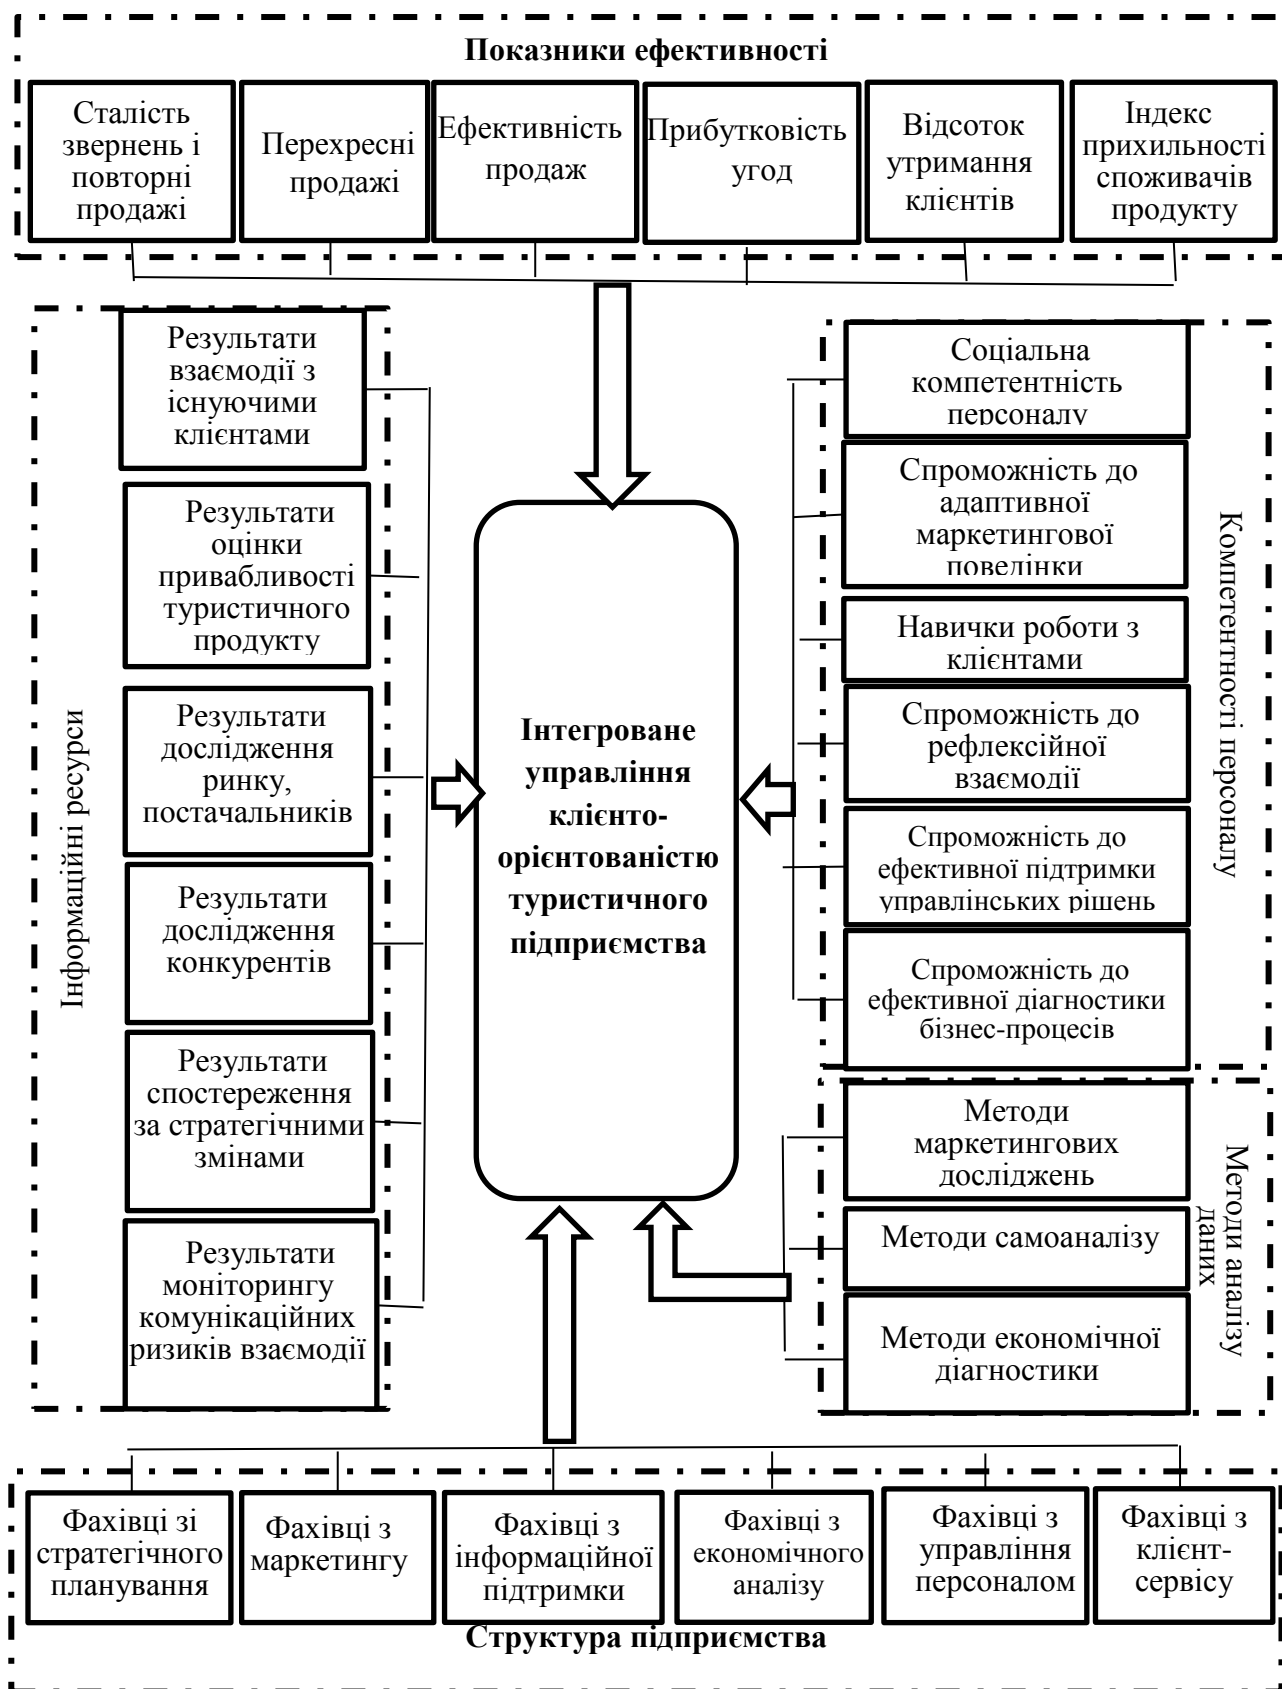 Показники ефективності
Сталість
звернень і
повторні
продажі
Перехресні
продажі
Ефективність
продаж
Прибутковість
угод
Відсоток
утримання
клієнтів
Індекс
прихильності
споживачів
продукту
Інформаційні ресурси
Результати
взаємодії з
існуючими
клієнтами
Результати
оцінки
привабливості
туристичного
продукту
Результати
дослідження
ринку,
постачальників
Результати
дослідження
конкурентів
Результати
спостереження
за стратегічними
змінами
Результати
моніторингу
комунікаційних
ризиків взаємодії
Інтегроване
управління
клієнто-
орієнтованістю
туристичного
підприємства
Соціальна
компетентність
персоналу
Спроможність до
адаптивної
маркетингової
поведінки
Навички роботи з
клієнтами
Спроможність до
рефлексійної
взаємодії
Спроможність до
ефективної підтримки
управлінських рішень
Спроможність до
ефективної діагностики
бізнес-процесів
Компетентності персоналу
Методи
маркетингових
досліджень
Методи самоаналізу
Методи економічної
діагностики
Методи аналізу
даних
Фахівці зі
стратегічного
планування
Фахівці з
маркетингу
Фахівці з
інформаційної
підтримки
Фахівці з
економічного
аналізу
Фахівці з
управління
персоналом
Фахівці з
клієнт-
сервісу
Структура підприємства